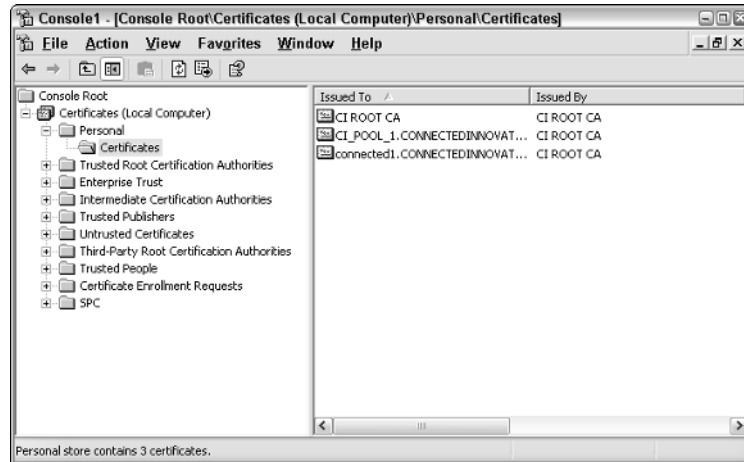 Console1 - [Console Root\Certificates (Local Computer)\Personal\Certificates]
File Action View Favorites Window Help
Console Root
Certificates (Local Computer)
Personal
Certificates
Trusted Root Certification Authorities
Enterprise Trust
Intermediate Certification Authorities
Trusted Publishers
Untrusted Certificates
Third-Party Root Certification Authorities
Trusted People
Certificate Enrollment Requests
SPC
Issued To Issued By
CI ROOT CA CI ROOT CA
CI_POOL_1.CONNECTEDINNOVAT... CI ROOT CA
connected1.CONNECTEDINNOVAT... CI ROOT CA
Personal store contains 3 certificates.